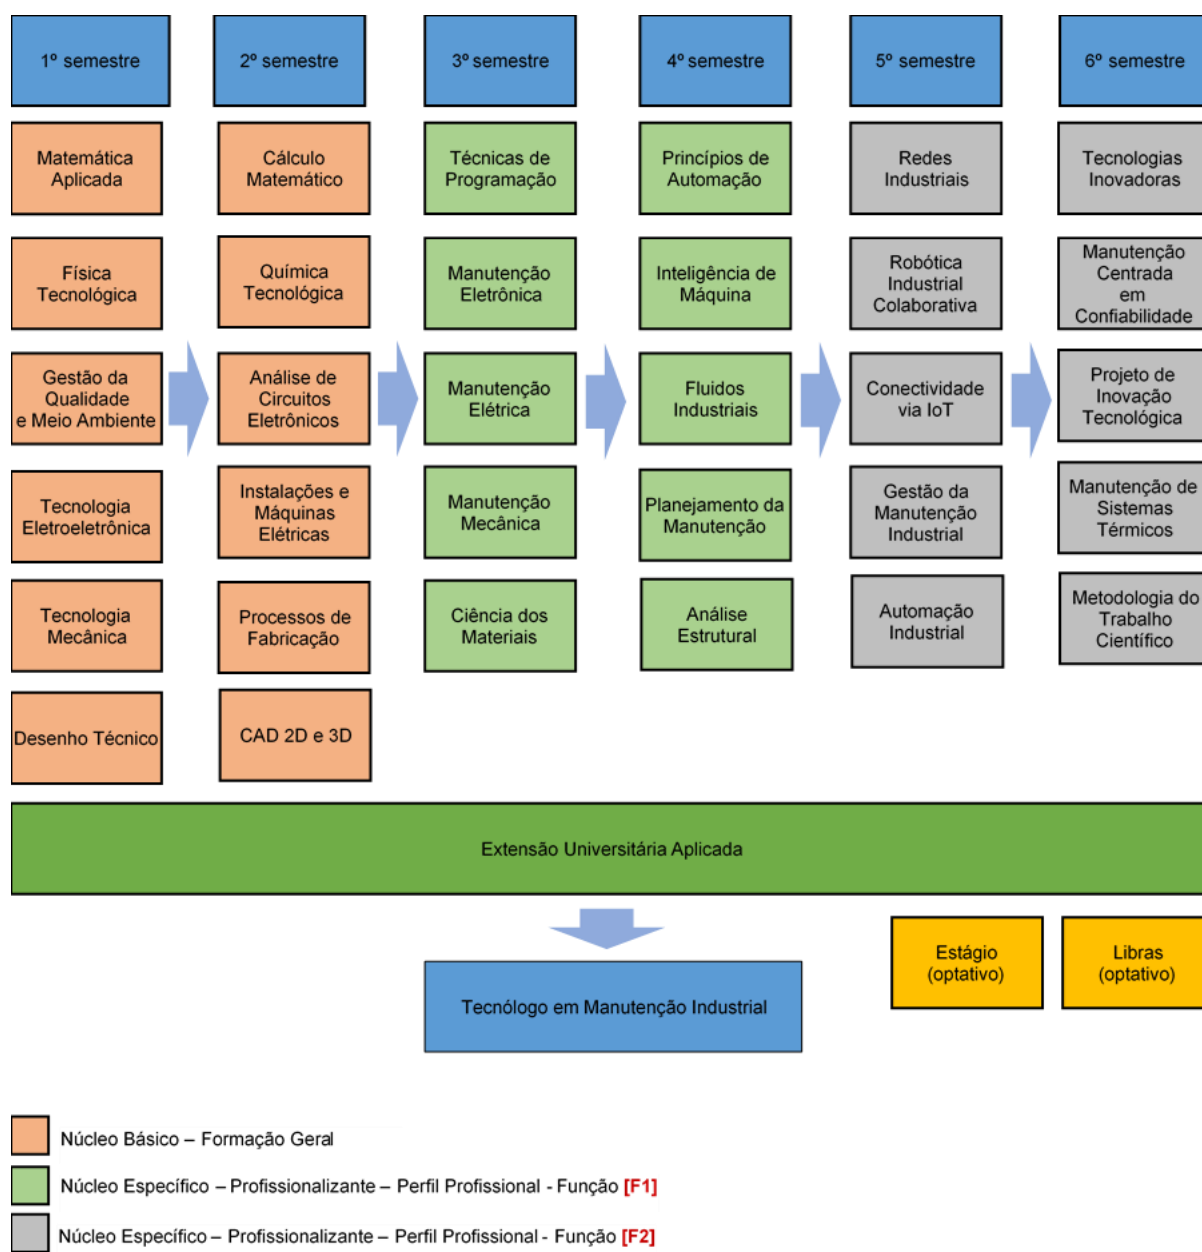 1º semestre
2º semestre
3º semestre
4º semestre
5º semestre
6º semestre
Matemática
Aplicada
Cálculo
Matemático
Técnicas de
Programação
Princípios de
Automação
Redes
Industriais
Tecnologias
Inovadoras
Física
Tecnológica
Química
Tecnológica
Manutenção
Eletrônica
Inteligência de
Máquina
Robótica
Industrial
Colaborativa
Manutenção
Centrada
em
Confiabilidade
Gestão da
Qualidade
e Meio Ambiente
Análise de
Circuitos
Eletrônicos
Manutenção
Elétrica
Fluidos
Industriais
Conectividade
via IoT
Projeto de
Inovação
Tecnológica
Tecnologia
Eletroeletrônica
Instalações e
Máquinas
Elétricas
Manutenção
Mecânica
Planejamento da
Manutenção
Gestão da
Manutenção
Industrial
Manutenção de
Sistemas
Térmicos
Tecnologia
Mecânica
Processos de
Fabricação
Ciência dos
Materiais
Análise
Estrutural
Automação
Industrial
Metodologia do
Trabalho
Científico
Desenho Técnico
CAD 2D e 3D
Extensão Universitária Aplicada
Estágio
(optativo)
Libras
(optativo)
Tecnólogo em Manutenção Industrial
Núcleo Básico – Formação Geral
Núcleo Específico – Profissionalizante – Perfil Profissional - Função [F1]
Núcleo Específico – Profissionalizante – Perfil Profissional - Função [F2]